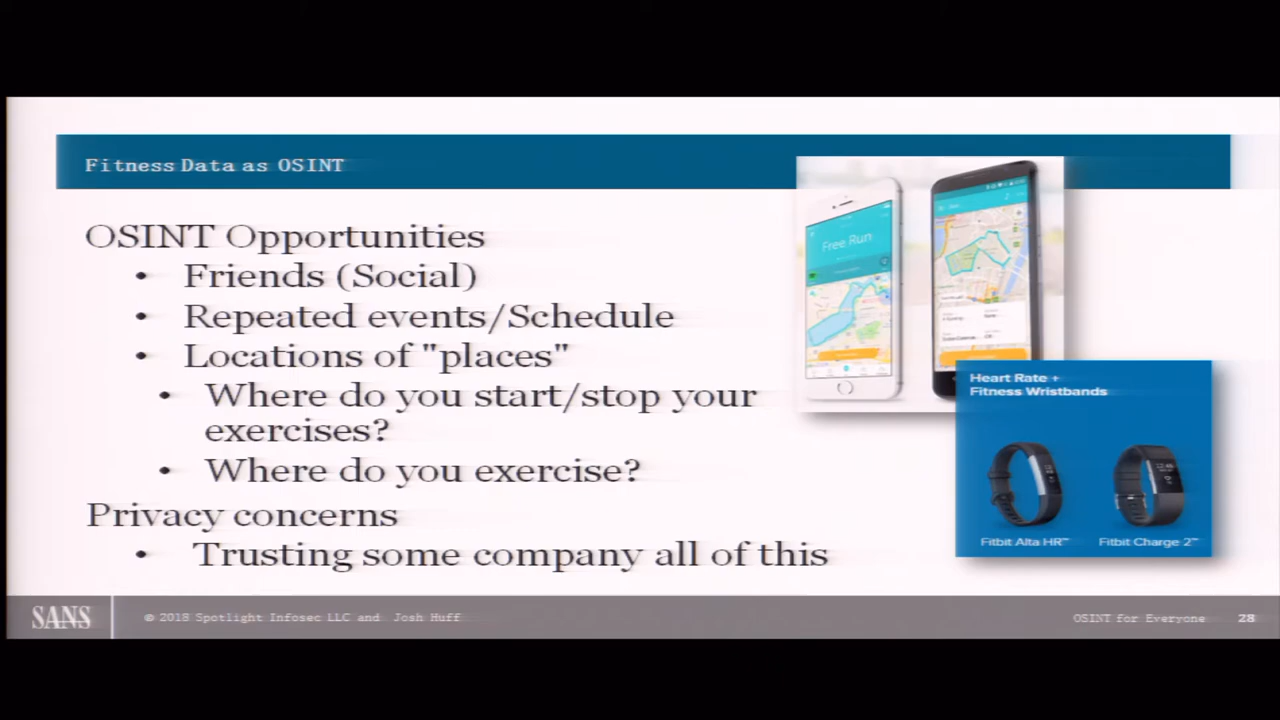 Fitness Data as OSINT
OSINT Opportunities
• Friends (Social)
• Repeated events/Schedule
• Locations of "places"
• Where do you start/stop your
exercises?
• Where do you exercise?
Privacy concerns
• Trusting some company all of this
Free Run
Heart Rate +
Fitness Wristbands
Fitbit Alta HR™
Fitbit Charge 2™
SANS
© 2018 Spotlight Infosec LLC and Josh Huff
OSINT for Everyone
28